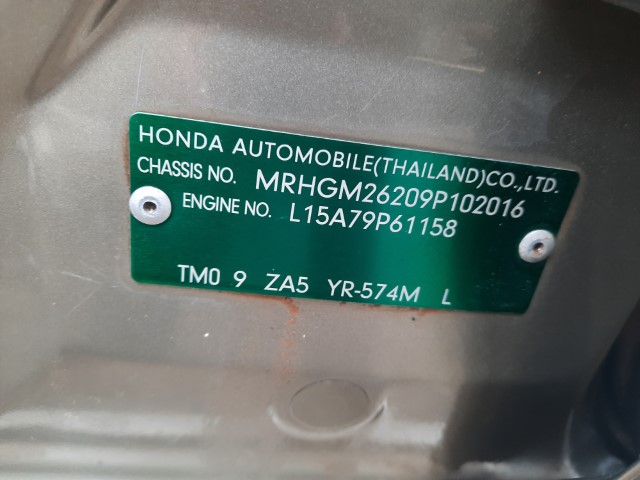 HONDA AUTOMOBILE(THAILAND)CO.,LTD.
CHASSIS NO. MRHGM26209P102016
ENGINE NO. L15A79P61158
TM0 9 ZA5 YR-574M L